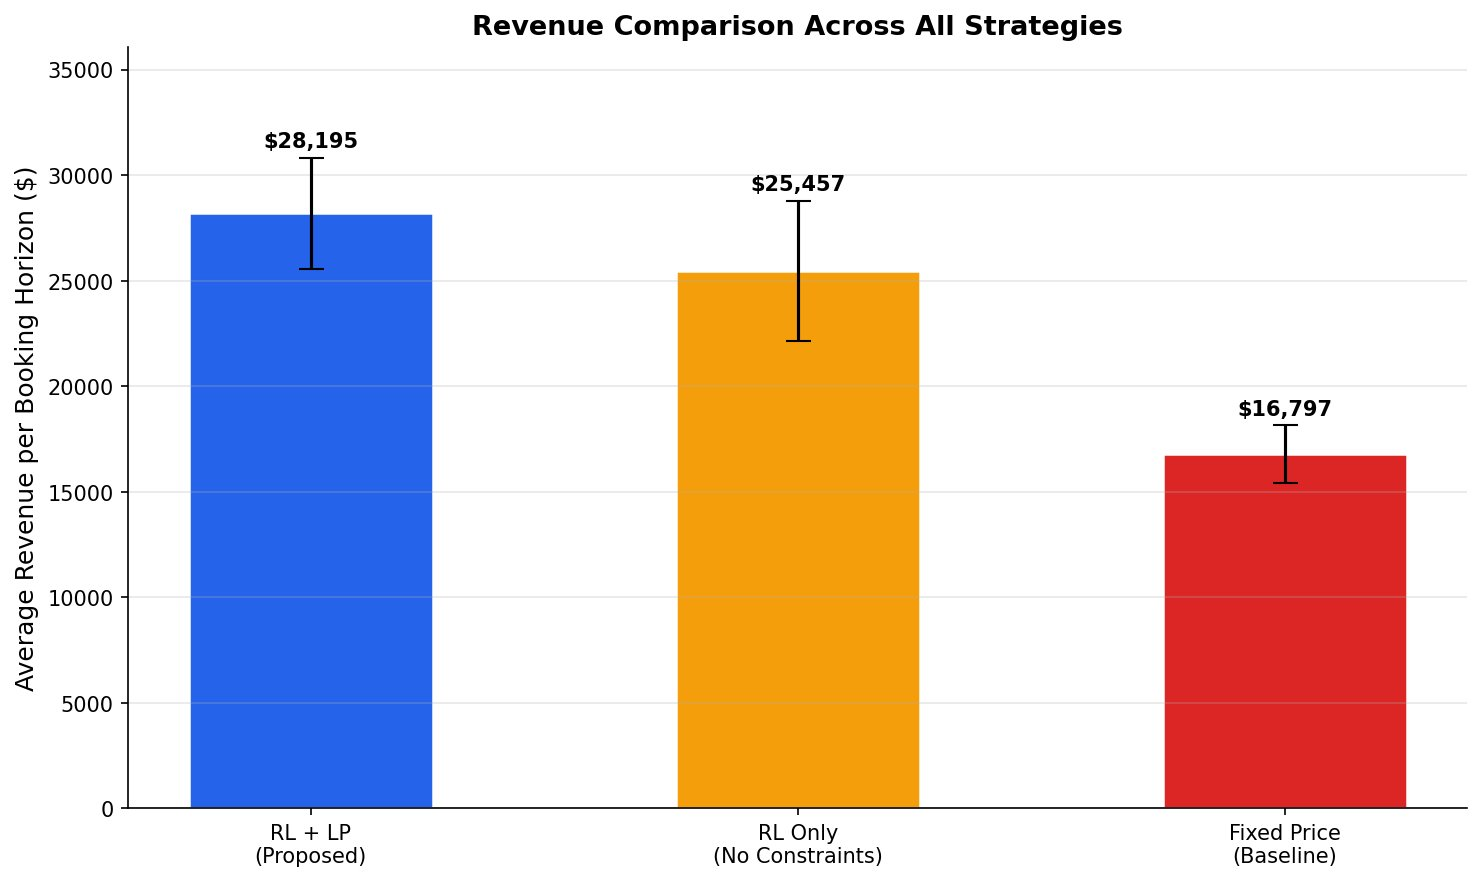 Revenue Comparison Across All Strategies
Average Revenue per Booking Horizon ($)
35000
30000
25000
20000
15000
10000
5000
0
$28,195
$25,457
$16,797
RL + LP
(Proposed)
RL Only
(No Constraints)
Fixed Price
(Baseline)